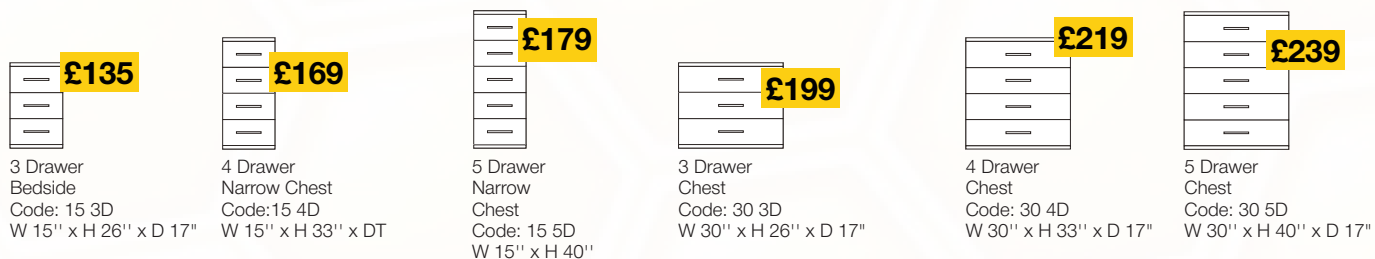 £135
3 Drawer
Bedside
Code: 15 3D
W 15'' x H 26'' x D 17"
£169
4 Drawer
Narrow Chest
Code:15 4D
W 15'' x H 33'' x DT
£179
5 Drawer
Narrow
Chest
Code: 15 5D
W 15'' x H 40''
£199
3 Drawer
Chest
Code: 30 3D
W 30'' x H 26'' x D 17"
£219
4 Drawer
Chest
Code: 30 4D
W 30'' x H 33'' x D 17"
£239
5 Drawer
Chest
Code: 30 5D
W 30'' x H 40'' x D 17"